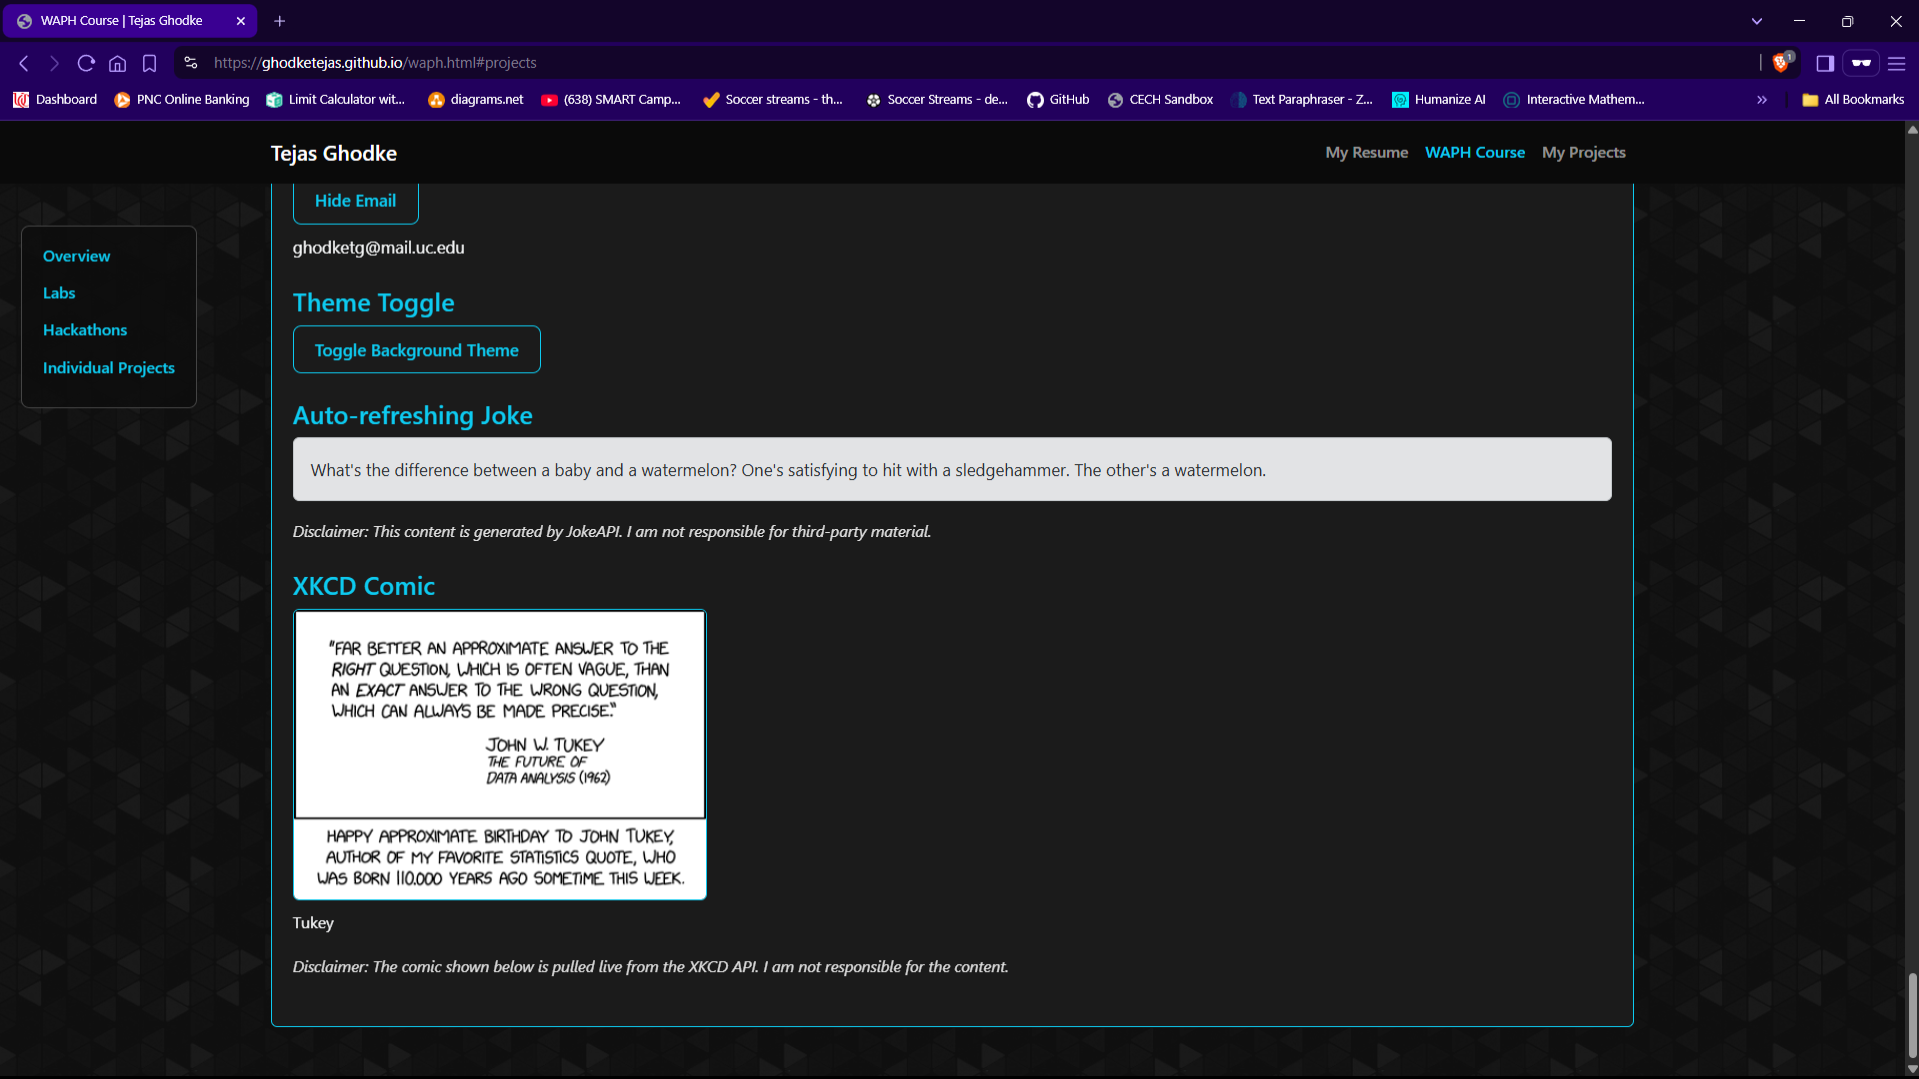 WAPH Course | Tejas Ghodke
https://ghodketejas.github.io/waph.html#projects
1
Dashboard
PNC Online Banking
Limit Calculator wit...
diagrams.net
(638) SMART Camp...
Soccer streams - th...
Soccer Streams - de...
GitHub
CECH Sandbox
Text Paraphraser - Z...
Humanize AI
Interactive Mathem...
All Bookmarks
Tejas Ghodke
My Resume
WAPH Course
My Projects
Overview
Labs
Hackathons
Individual Projects
Hide Email
ghodketg@mail.uc.edu
Theme Toggle
Toggle Background Theme
Auto-refreshing Joke
What's the difference between a baby and a watermelon? One's satisfying to hit with a sledgehammer. The other's a watermelon.
Disclaimer: This content is generated by JokeAPI. I am not responsible for third-party material.
XKCD Comic
"FAR BETTER AN APPROXIMATE ANSWER TO THE
RIGHT QUESTION, WHICH IS OFTEN VAGUE, THAN
AN EXACT ANSWER TO THE WRONG QUESTION,
WHICH CAN ALWAYS BE MADE PRECISE."
JOHN W. TUKEY
THE FUTURE OF
DATA ANALYSIS (1962)
HAPPY APPROXIMATE BIRTHDAY TO JOHN TUKEY,
AUTHOR OF MY FAVORITE STATISTICS QUOTE, WHO
WAS BORN 110.000 YEARS AGO SOMETIME THIS WEEK.
Tukey
Disclaimer: The comic shown below is pulled live from the XKCD API. I am not responsible for the content.